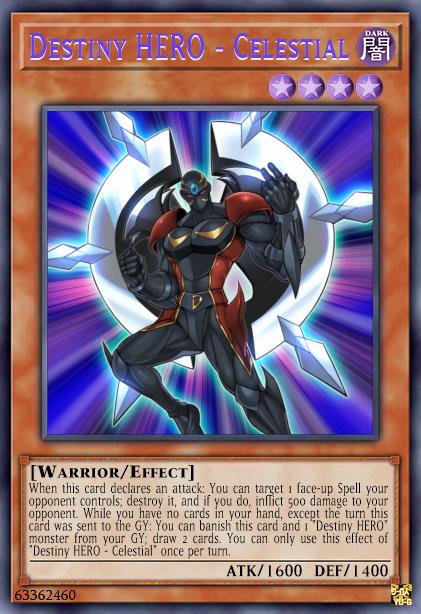 Destiny HERO - Celestial
DARK
闇
[Warrior/Effect]
When this card declares an attack: You can target 1 face-up Spell your
opponent controls; destroy it, and if you do, inflict 500 damage to your
opponent. While you have no cards in your hand, except the turn this
card was sent to the GY: You can banish this card and 1 "Destiny HERO"
monster from your GY; draw 2 cards. You can only use this effect of
"Destiny HERO - Celestial" once per turn.
ATK/1600 DEF/1400
63362460